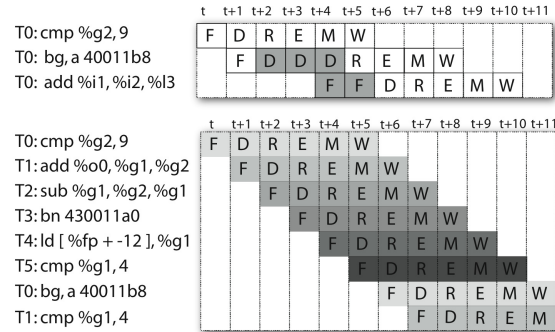 t t+1 t+2 t+3 t+4 t+5 t+6 t+7 t+8 t+9 t+10 t+11
T0: cmp %g2, 9 F D R E M W
T0: bg, a 40011b8 F D D D R E M W
T0: add %i1, %i2, %l3 F F D R E M W
t t+1 t+2 t+3 t+4 t+5 t+6 t+7 t+8 t+9 t+10 t+11
T0: cmp %g2, 9 F D R E M W
T1: add %o0, %g1, %g2 F D R E M W
T2: sub %g1, %g2, %g1 F D R E M W
T3: bn 430011a0 F D R E M W
T4: ld [ %fp + -12 ], %g1 F D R E M W
T5: cmp %g1, 4 F D R E M W
T0: bg, a 40011b8 F D R E M W
T1: cmp %g1, 4 F D R E M